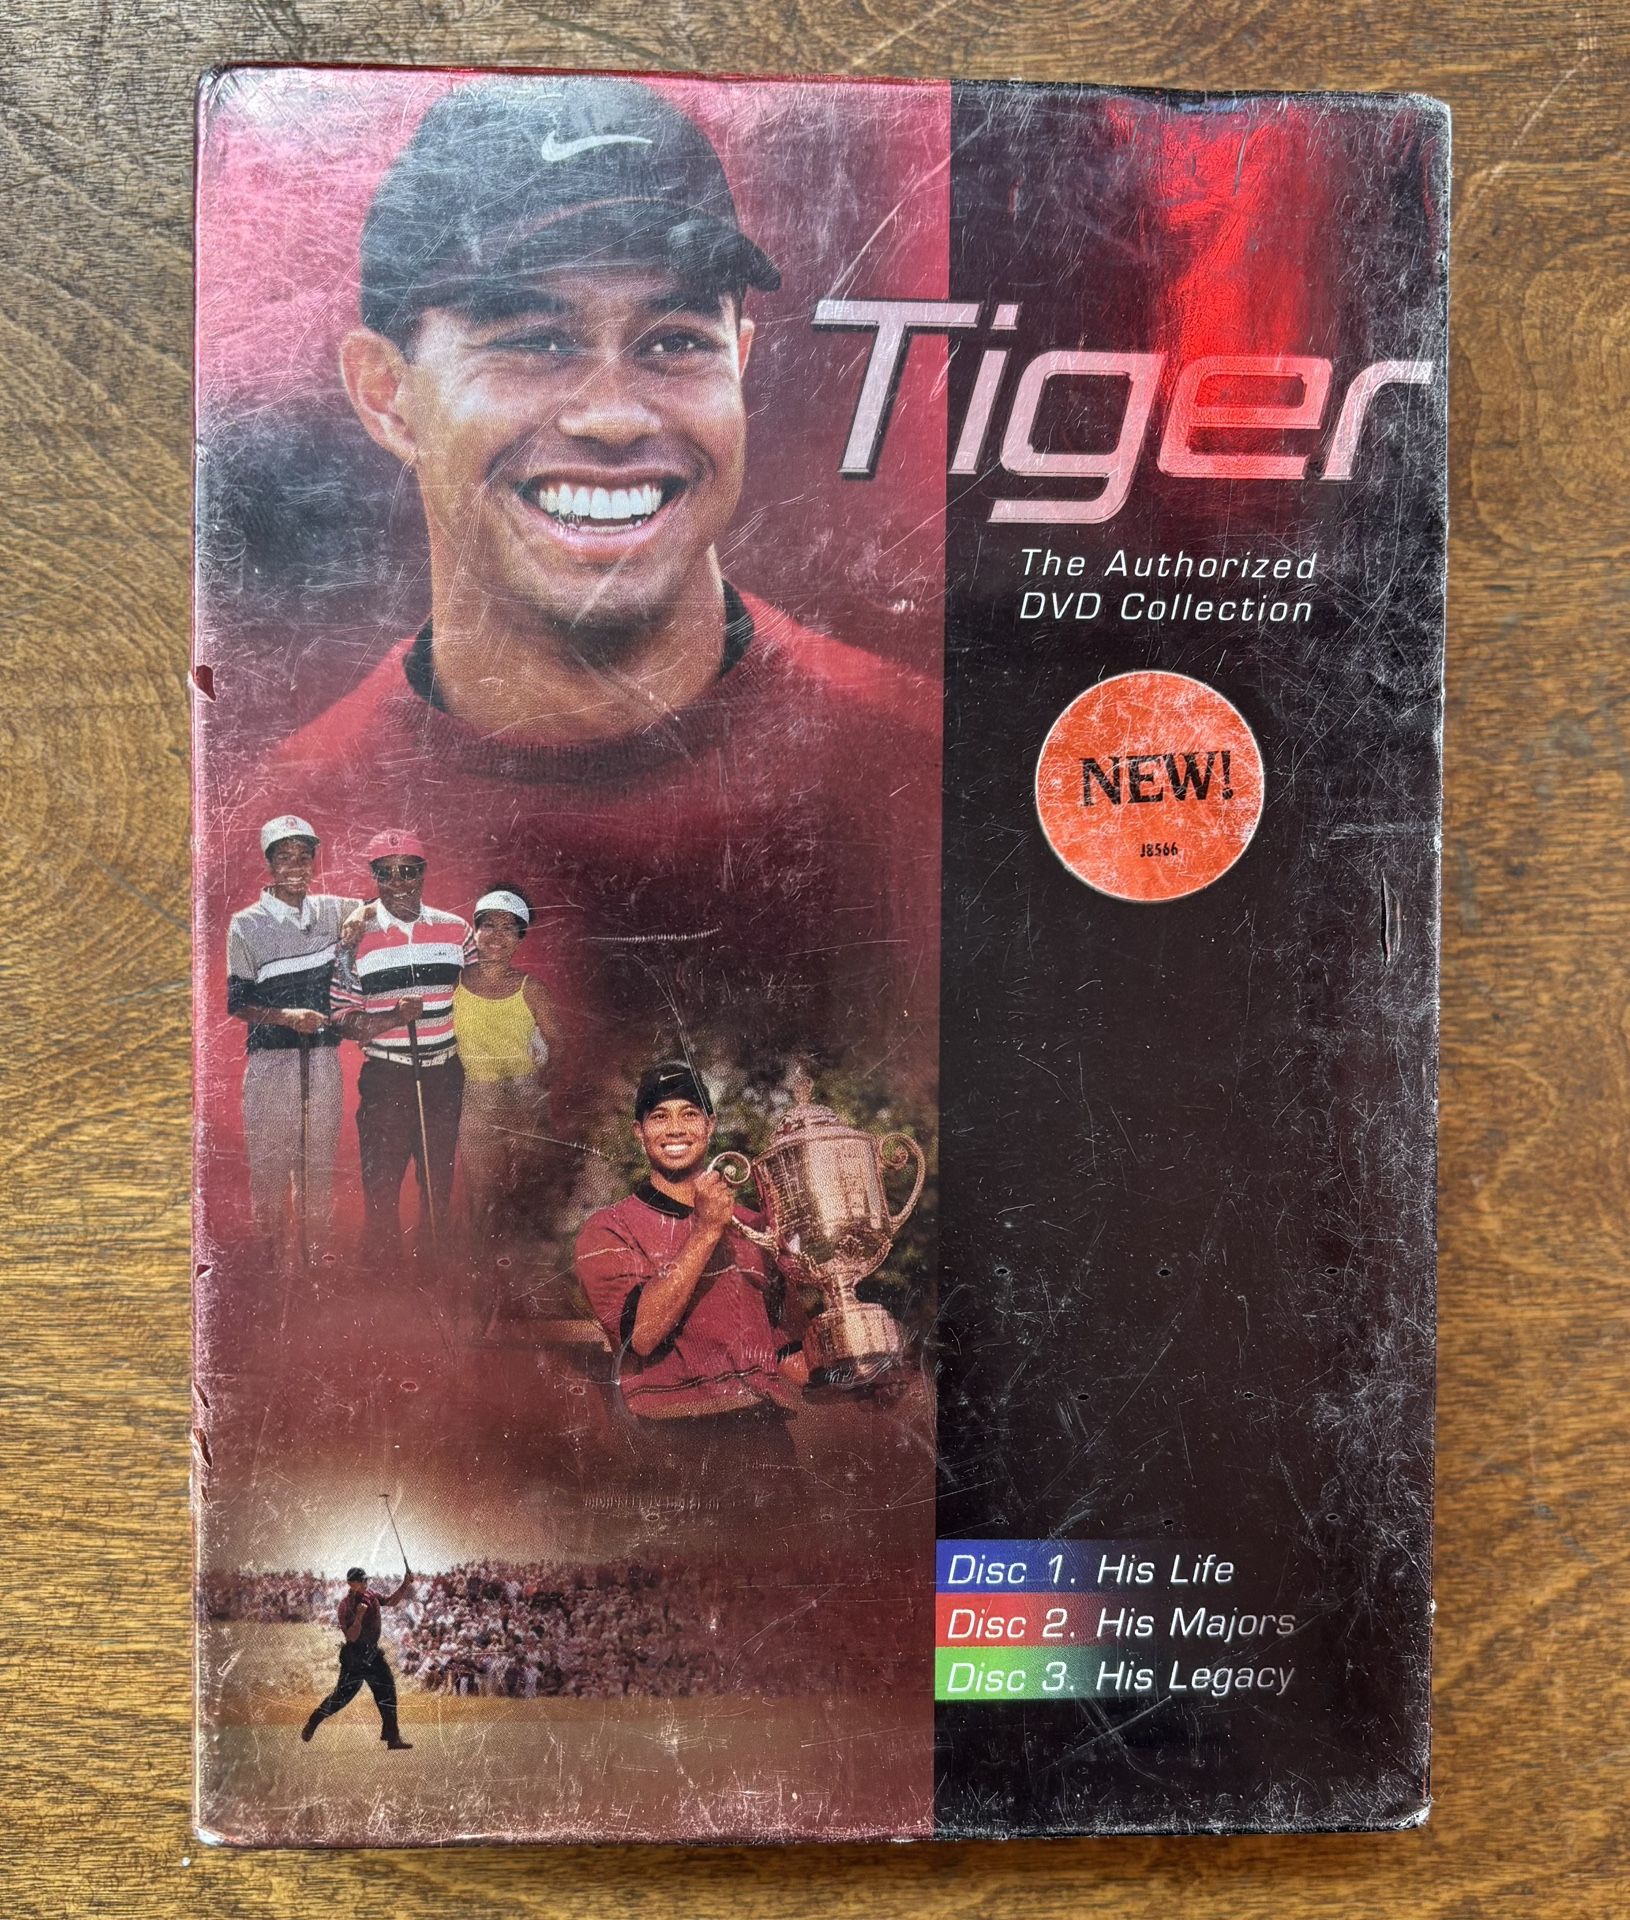 Tiger
The Authorized
DVD Collection
NEW!
J8566
Disc 1. His Life
Disc 2. His Majors
Disc 3. His Legacy